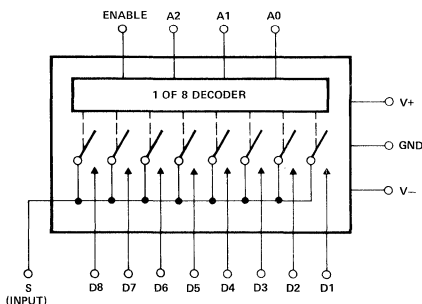 ENABLE A2 A1 A0
1 OF 8 DECODER
V+
GND
V−
S D8 D7 D6 D5 D4 D3 D2 D1
(INPUT)